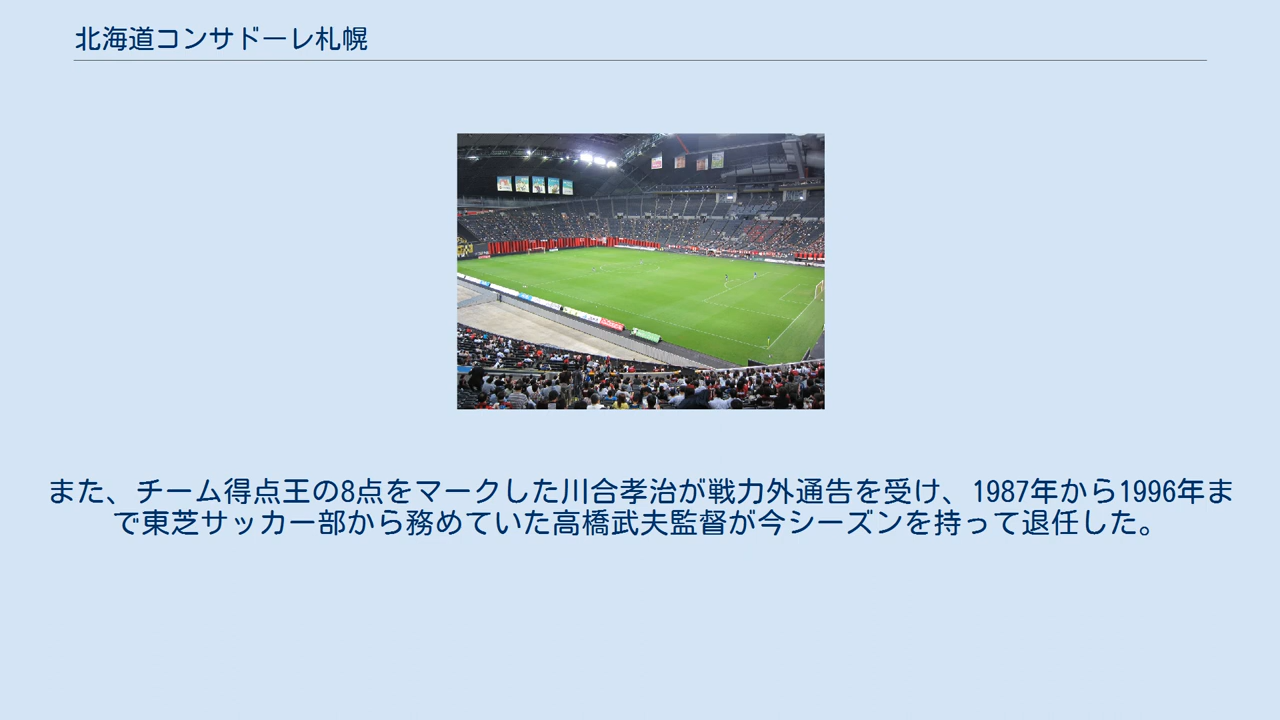 北海道コンサドーレ札幌
また、チーム得点王の8点をマークした川合孝治が戦力外通告を受け、1987年から1996年ま
で東芝サッカー部から務めていた高橋武夫監督が今シーズンを持って退任した。